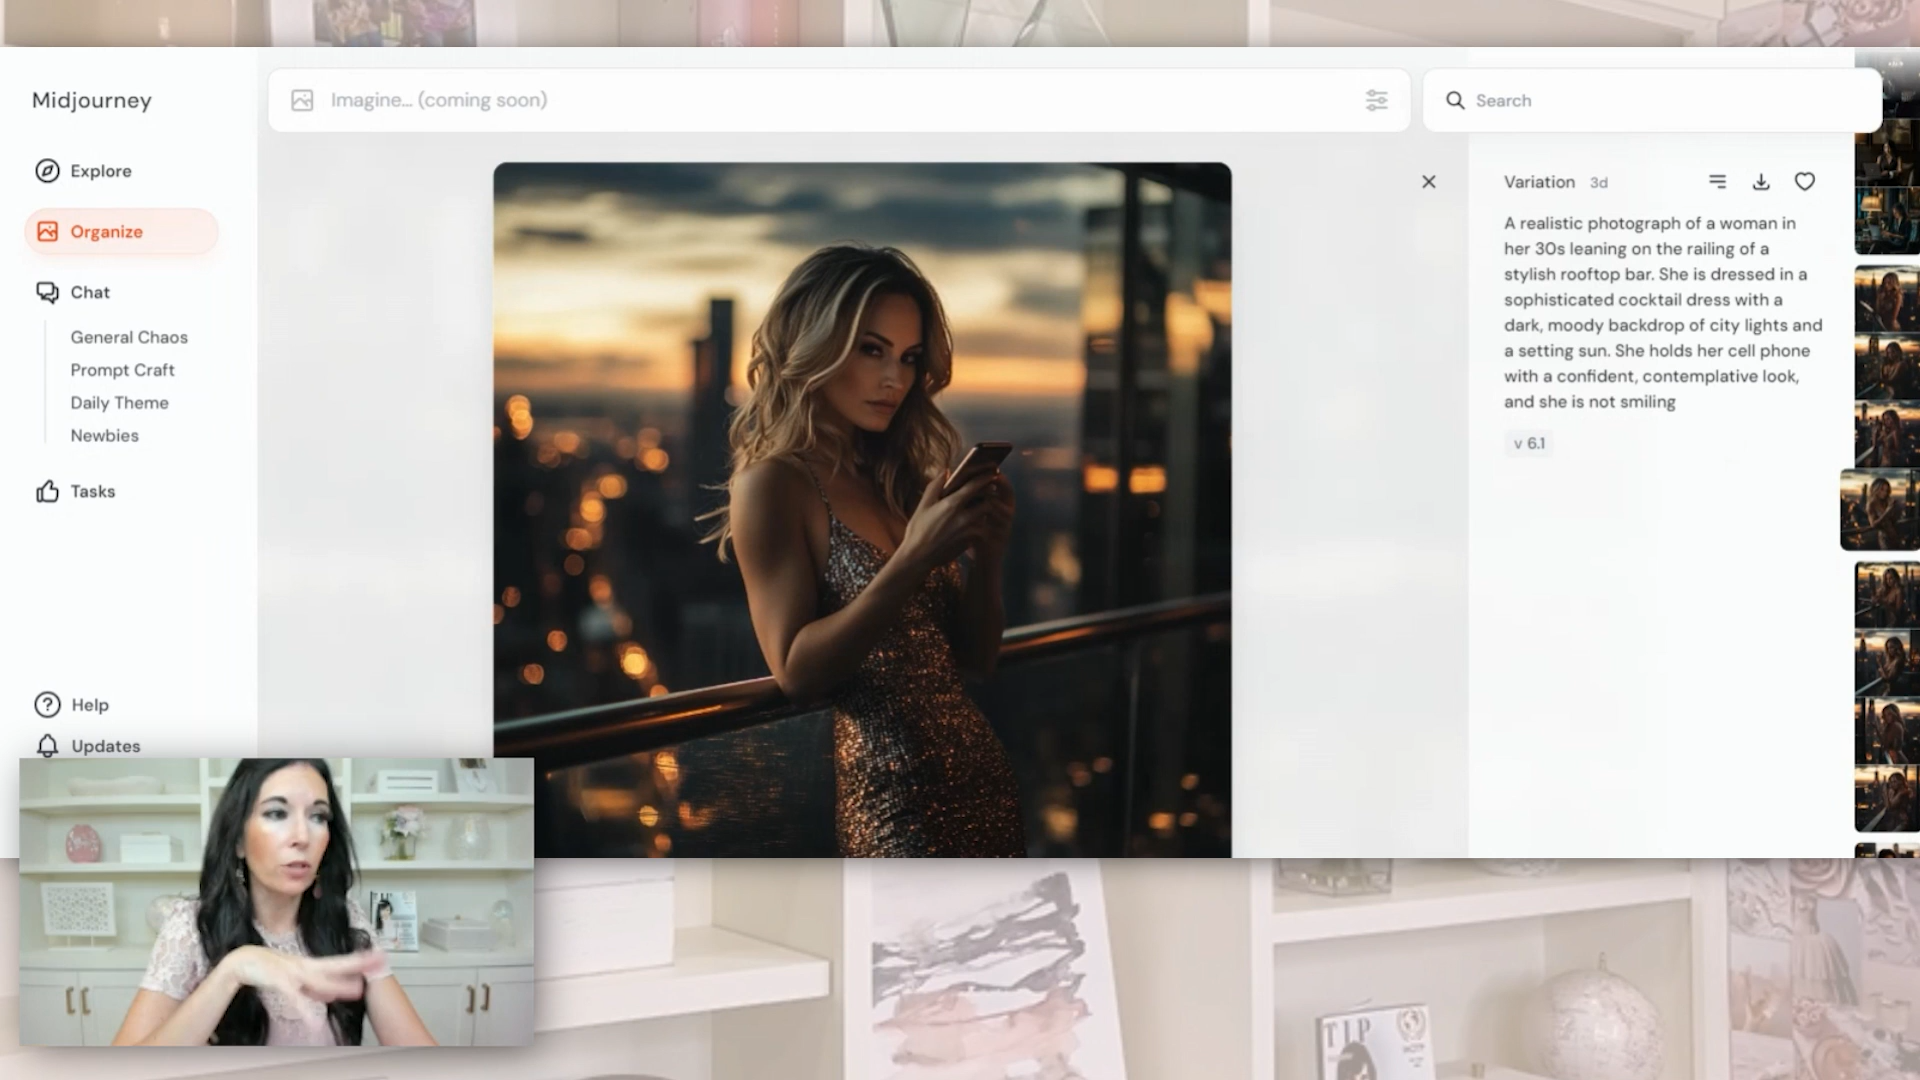 Midjourney
Imagine... (coming soon)
Search
Explore
Organize
Chat
General Chaos
Prompt Craft
Daily Theme
Newbies
Tasks
Help
Updates
Variation 3d
A realistic photograph of a woman in
her 30s leaning on the railing of a
stylish rooftop bar. She is dressed in a
sophisticated cocktail dress with a
dark, moody backdrop of city lights and
a setting sun. She holds her cell phone
with a confident, contemplative look,
and she is not smiling
v 6.1